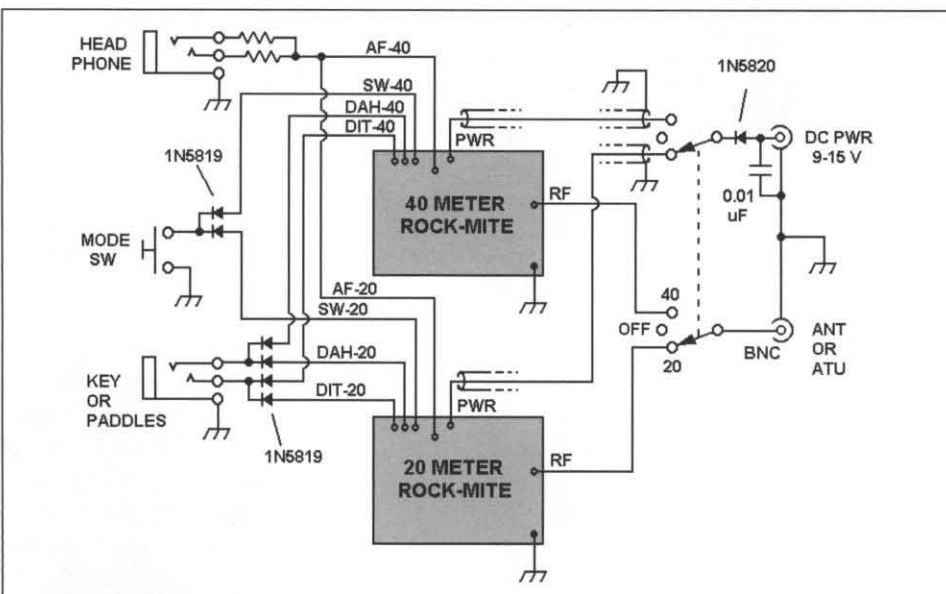 HEAD
PHONE
AF-40
SW-40
DAH-40
DIT-40
1N5819
MODE
SW
PWR
40 METER
ROCK-MITE
RF
1N5820
DC PWR
9-15 V
0.01
uF
40
OFF
20
BNC
ANT
OR
ATU
AF-20
SW-20
DAH-20
DIT-20
KEY
OR
PADDLES
1N5819
PWR
20 METER
ROCK-MITE
RF